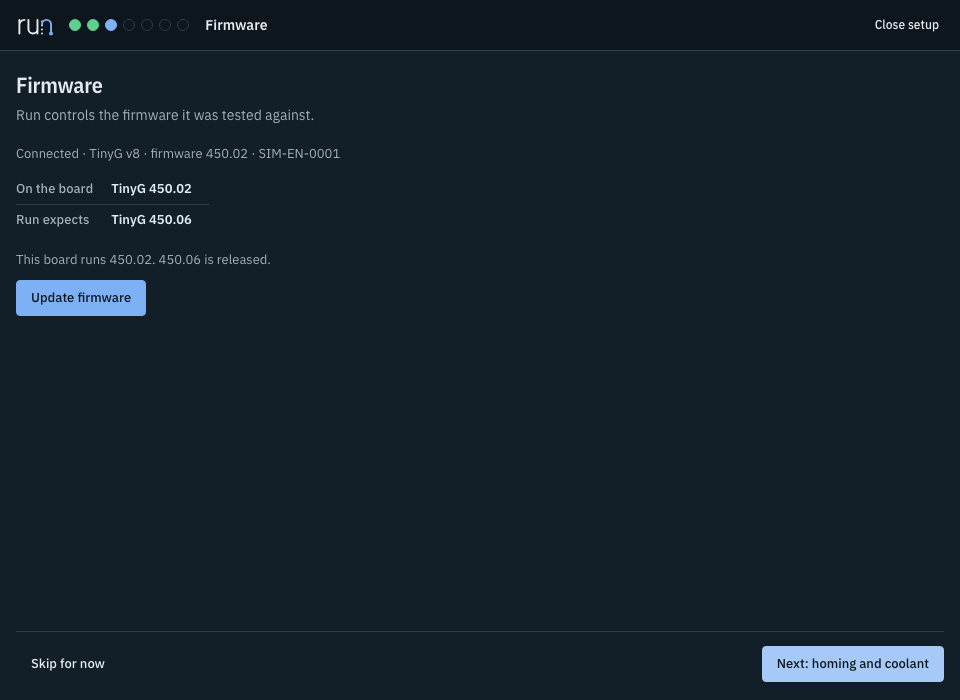 run Firmware Close setup
Firmware
Run controls the firmware it was tested against.
Connected · TinyG v8 · firmware 450.02 · SIM-EN-0001
On the board TinyG 450.02
Run expects TinyG 450.06
This board runs 450.02. 450.06 is released.
Update firmware
Skip for now Next: homing and coolant